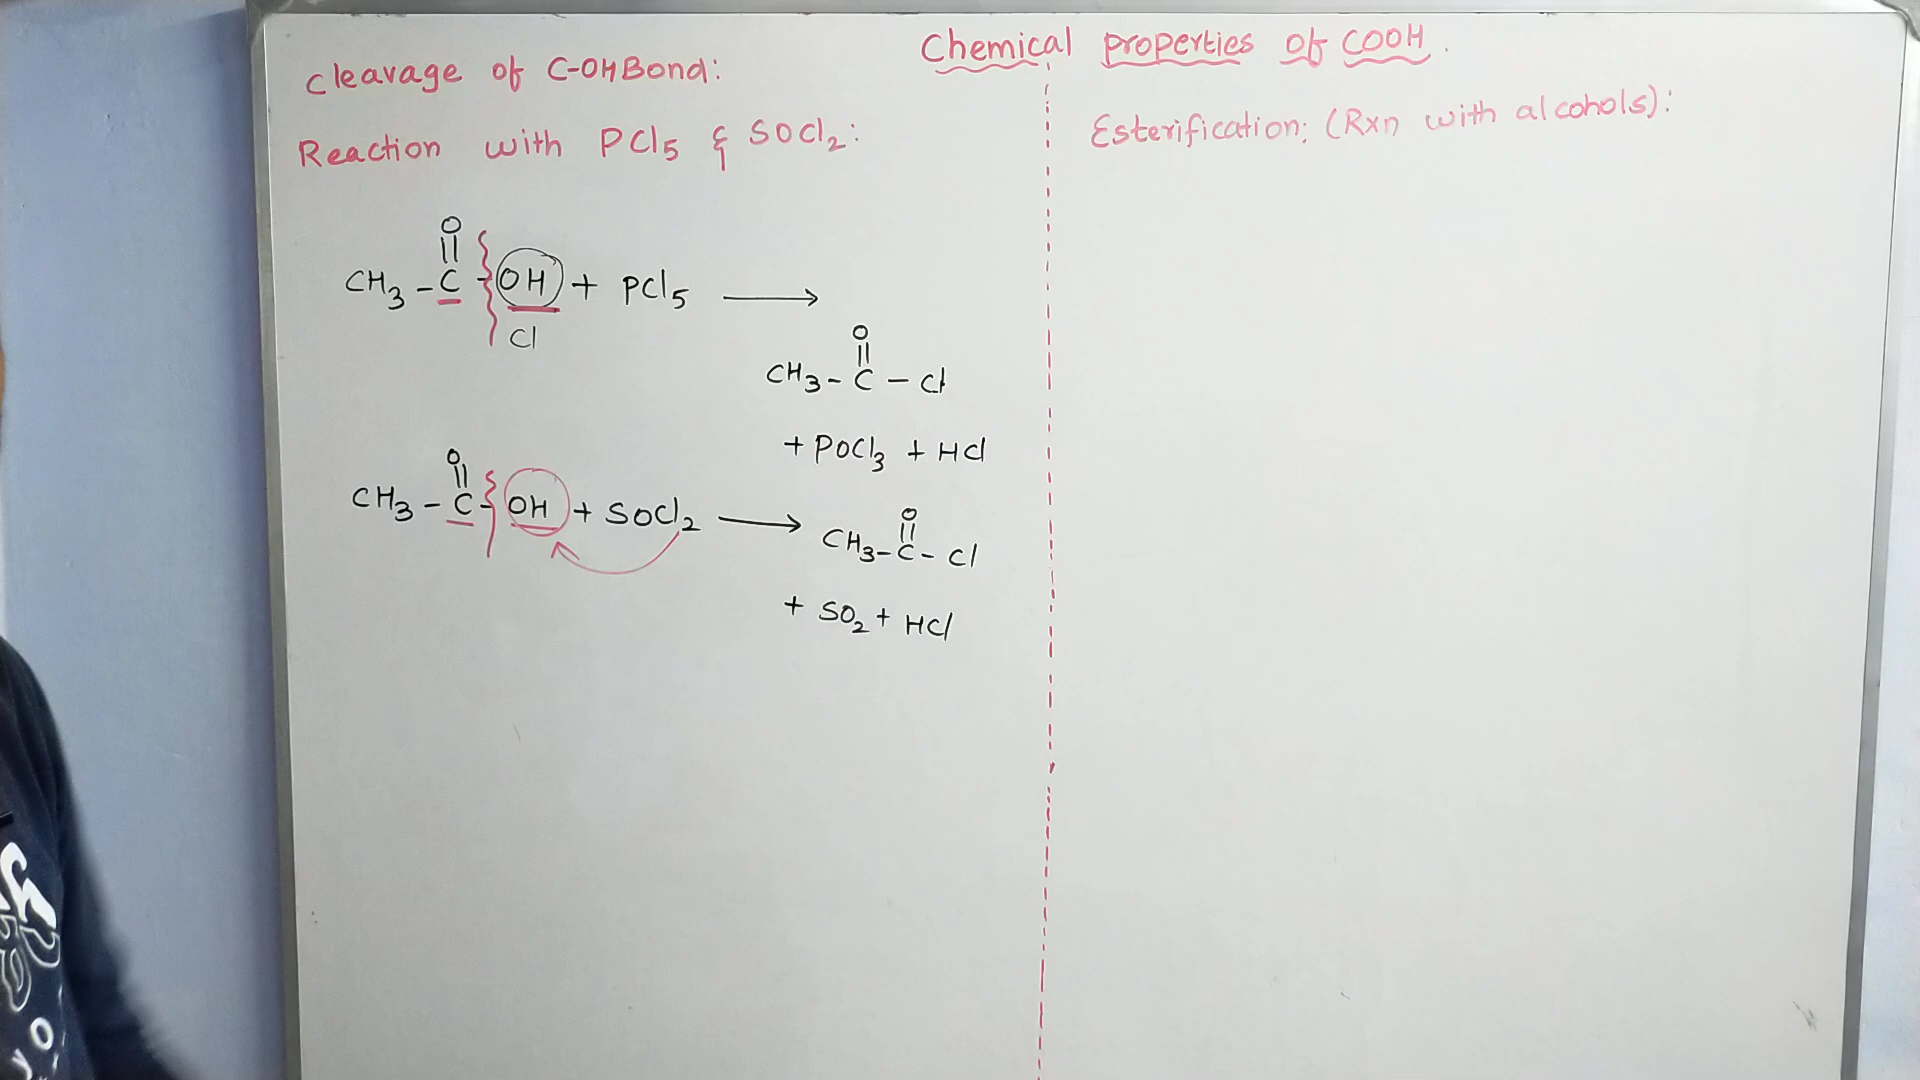 Chemical properties of COOH.
Cleavage of C-OH Bond:
Reaction with PCl5 & SOCl2:
O
||
CH3 - C - OH + PCl5 ⟶
Cl
O
||
CH3 - C - Cl
+ POCl3 + HCl
O
||
CH3 - C - OH + SOCl2 ⟶
O
||
CH3 - C - Cl
+ SO2 + HCl
Esterification: (Rxn with alcohols):